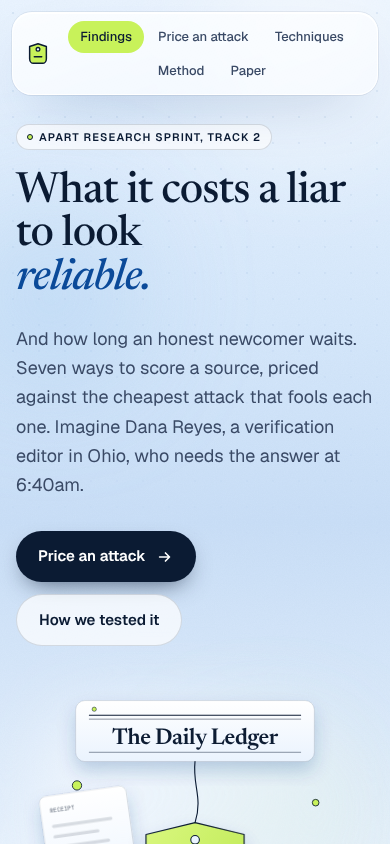 Findings Price an attack Techniques
Method Paper
APART RESEARCH SPRINT, TRACK 2
What it costs a liar
to look
reliable.
And how long an honest newcomer waits.
Seven ways to score a source, priced
against the cheapest attack that fools each
one. Imagine Dana Reyes, a verification
editor in Ohio, who needs the answer at
6:40am.
Price an attack →
How we tested it
The Daily Ledger
RECEIPT